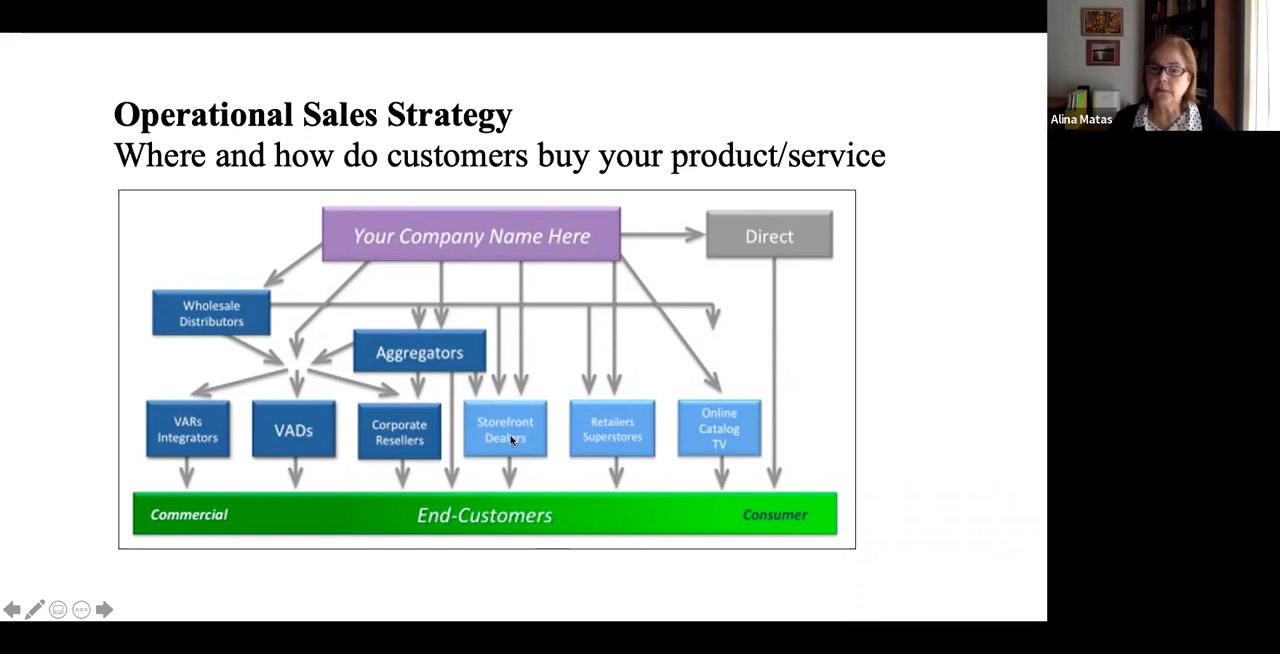 Operational Sales Strategy
Where and how do customers buy your product/service
Your Company Name Here
Direct
Wholesale
Distributors
Aggregators
VARs
Integrators
VADs
Corporate
Resellers
Storefront
Dealers
Retailers
Superstores
Online
Catalog
TV
Commercial
End-Customers
Consumer
Alina Matas